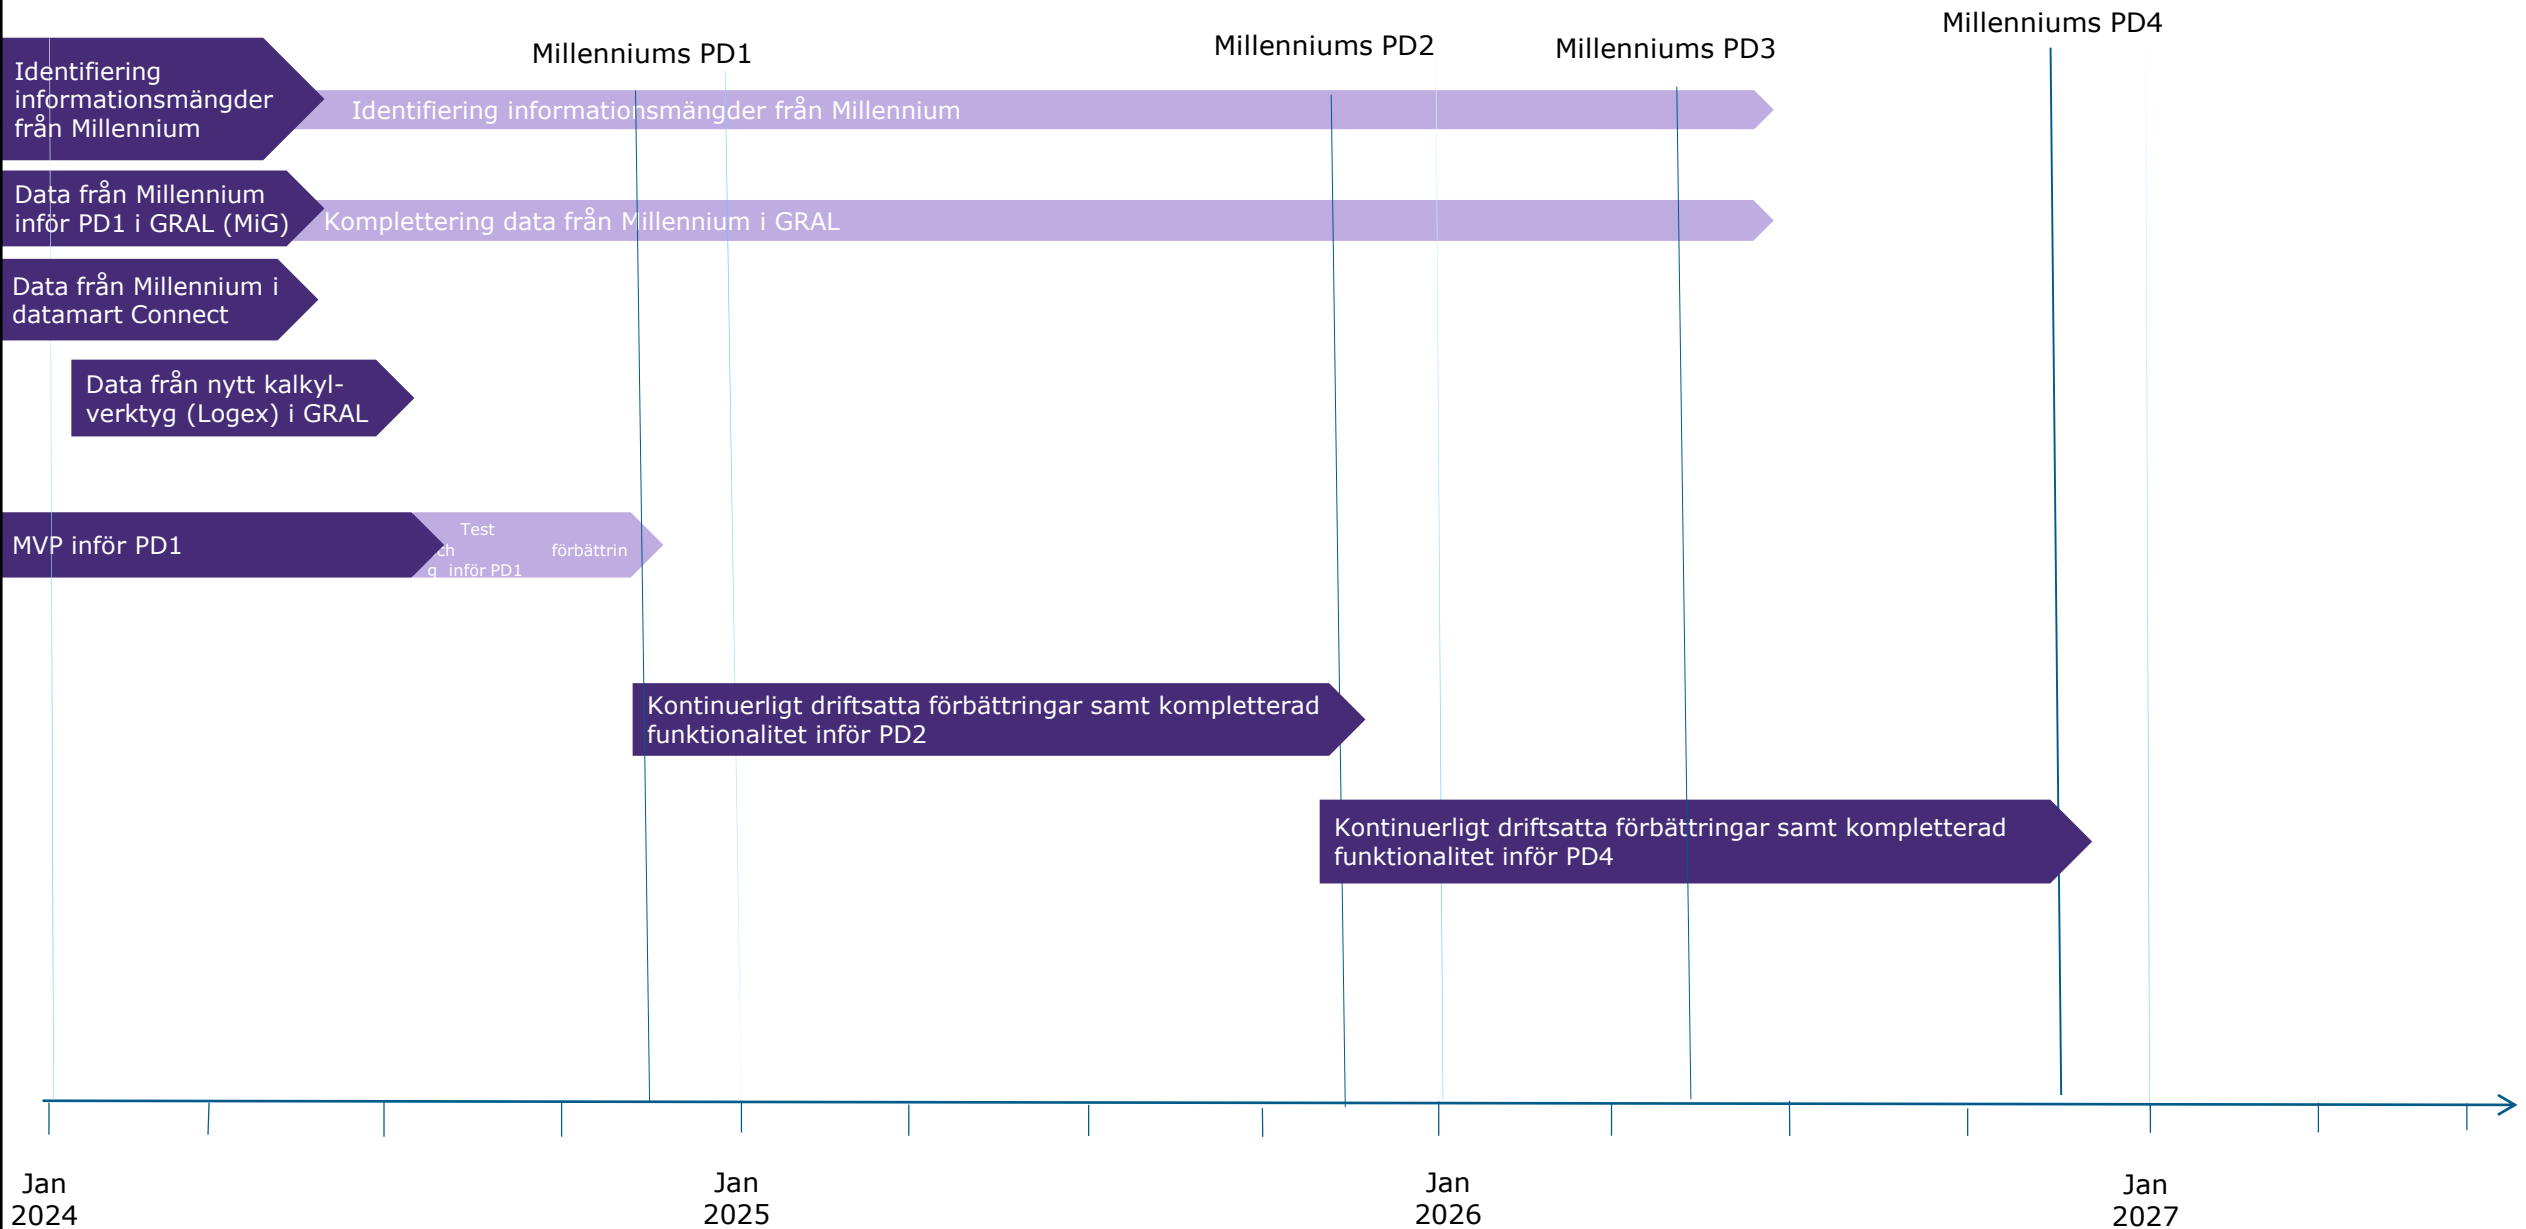 Millenniums PD1
Millenniums PD2
Millenniums PD3
Millenniums PD4
Identifiering
informationsmängder
från Millennium
Identifiering informationsmängder från Millennium
Data från Millennium
inför PD1 i GRAL (MiG)
Komplettering data från Millennium i GRAL
Data från Millennium i
datamart Connect
Data från nytt kalkyl-
verktyg (Logex) i GRAL
MVP inför PD1
Test
ch förbättrin
g inför PD1
Kontinuerligt driftsatta förbättringar samt kompletterad
funktionalitet inför PD2
Kontinuerligt driftsatta förbättringar samt kompletterad
funktionalitet inför PD4
Jan
2024
Jan
2025
Jan
2026
Jan
2027